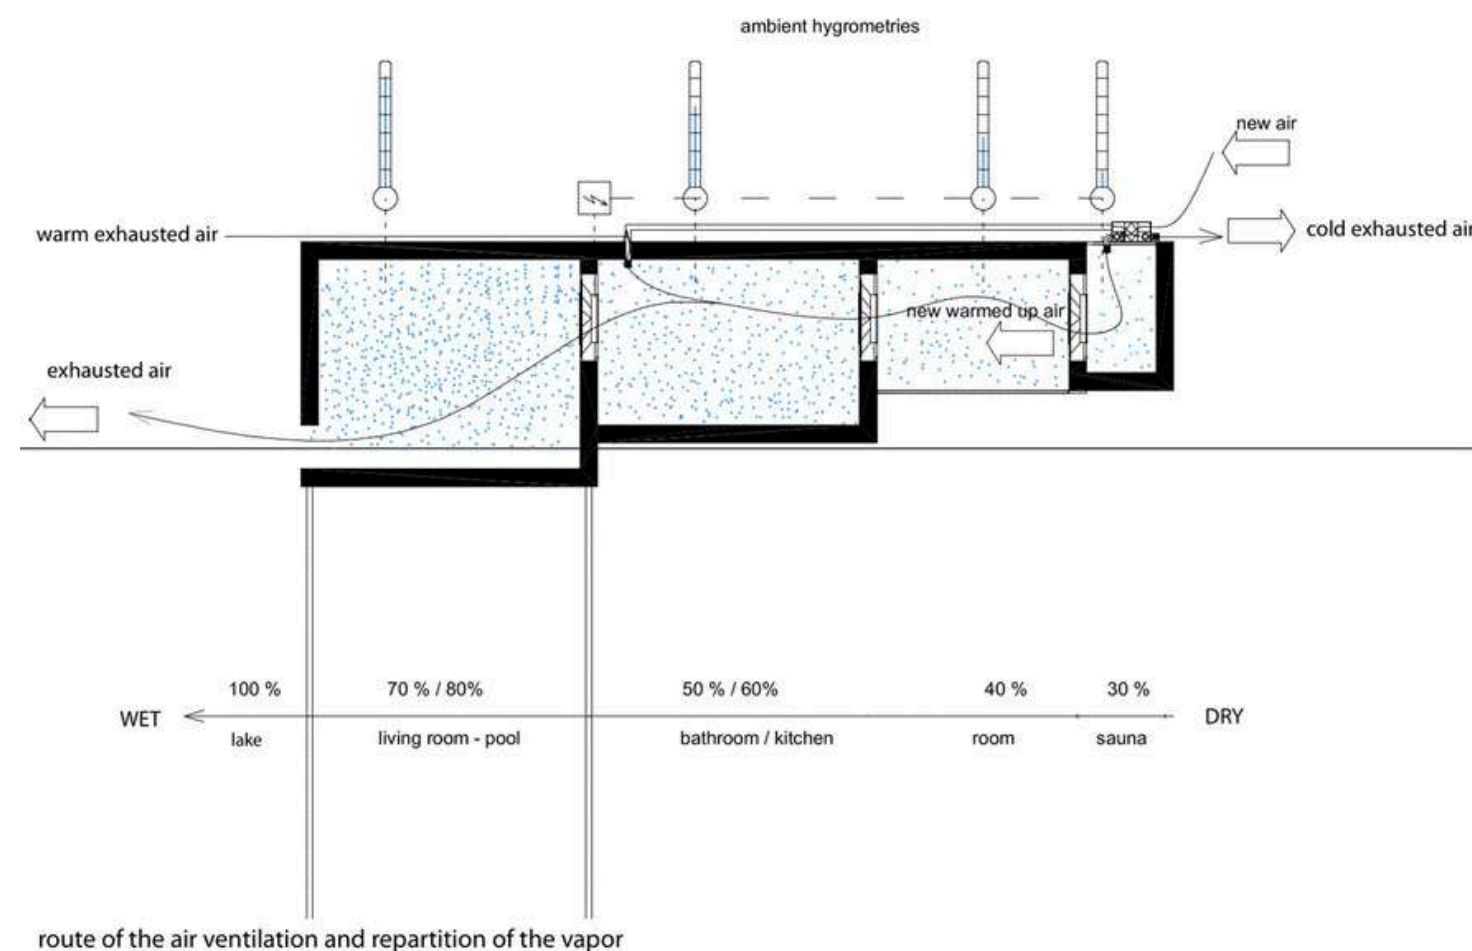 ambient hygrometries
new air
warm exhausted air
cold exhausted air
new warmed up air
exhausted air
100 %
70 % / 80%
50 % / 60%
40 %
30 %
WET
DRY
lake
living room - pool
bathroom / kitchen
room
sauna
route of the air ventilation and repartition of the vapor